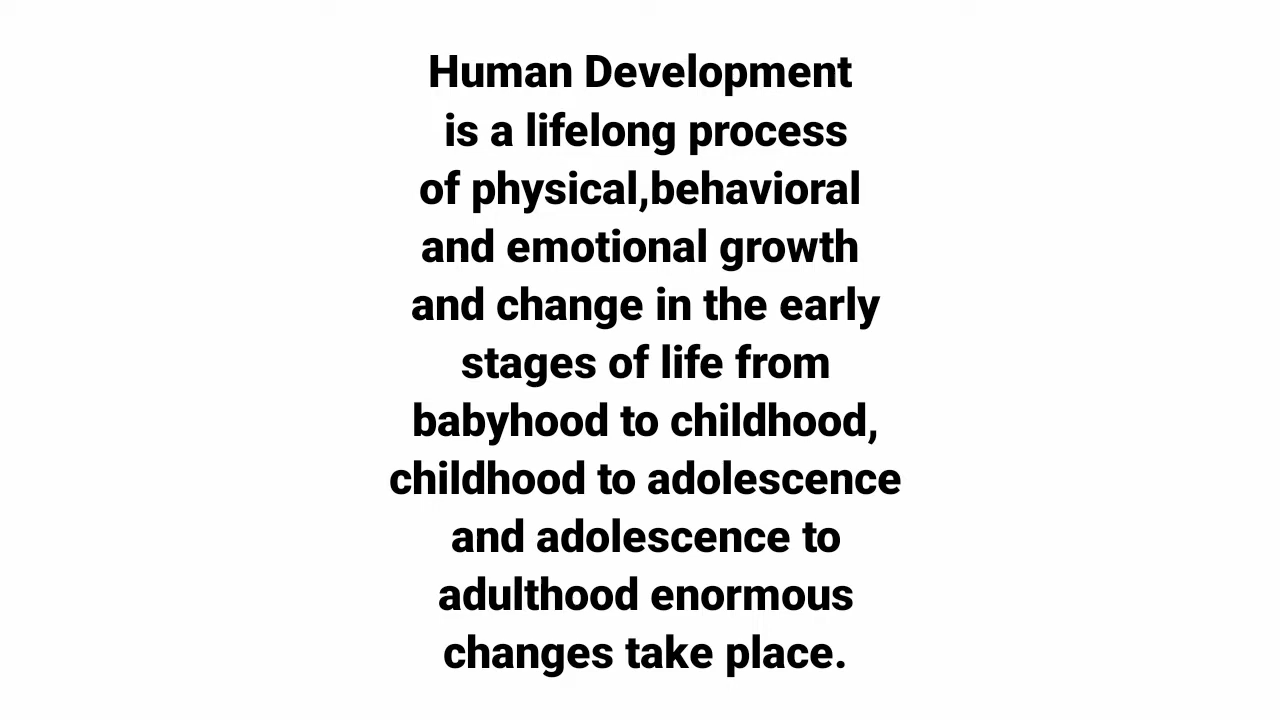 Human Development
is a lifelong process
of physical,behavioral
and emotional growth
and change in the early
stages of life from
babyhood to childhood,
childhood to adolescence
and adolescence to
adulthood enormous
changes take place.